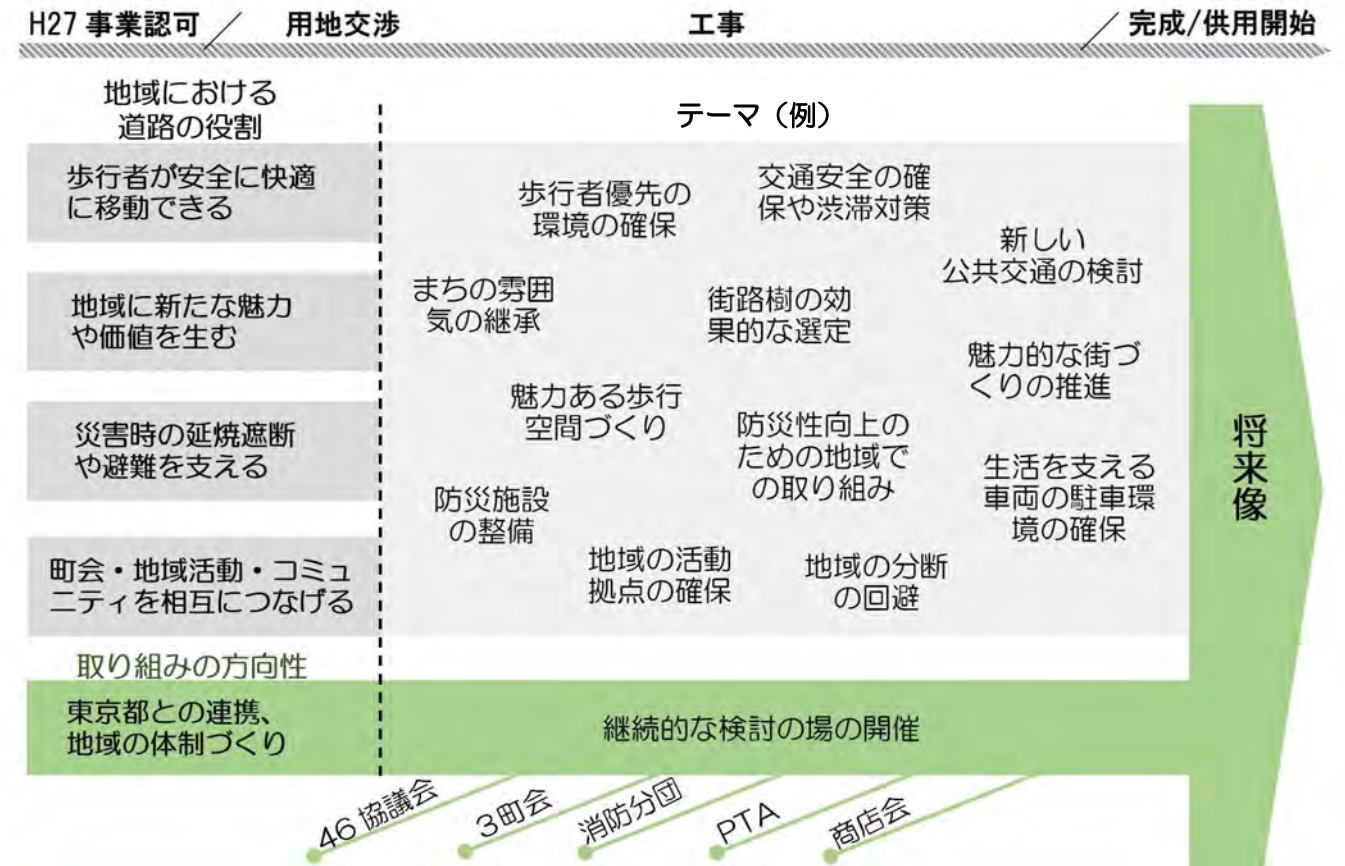 H27 事業認可 ／ 用地交渉 工事 ／ 完成/供用開始
地域における
道路の役割
テーマ（例）
歩行者が安全に快適
に移動できる
地域に新たな魅力
や価値を生む
災害時の延焼遮断
や避難を支える
町会・地域活動・コミュ
ニティを相互につなげる
歩行者優先の
環境の確保
交通安全の確
保や渋滞対策
新しい
公共交通の検討
まちの雰囲
気の継承
街路樹の効
果的な選定
魅力的な街づ
くりの推進
魅力ある歩行
空間づくり
防災性向上の
ための地域で
の取り組み
生活を支える
車両の駐車環
境の確保
防災施設
の整備
地域の活動
拠点の確保
地域の分断
の回避
将来像
取り組みの方向性
東京都との連携、
地域の体制づくり
継続的な検討の場の開催
46 協議会
3町会
消防分団
PTA
商店会